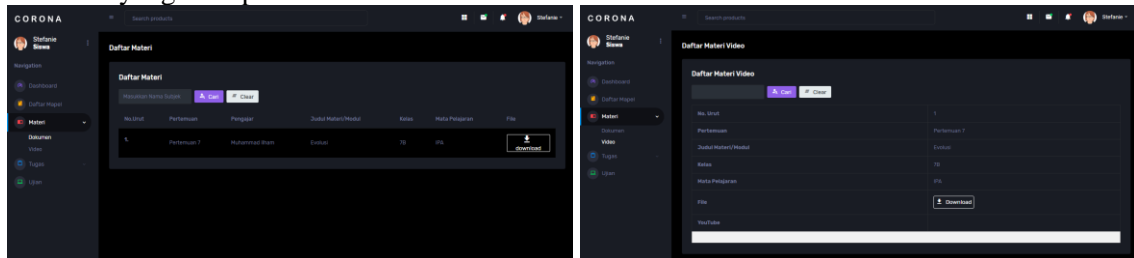 CORONA
Search products
Stefanie
Stefanie
Siswa
Navigation
Dashboard
Daftar Mapel
Materi
Dokumen
Video
Tugas
Ujian
Daftar Materi
Daftar Materi
Masukkan Nama Subjek
Cari
Clear
No.Urut Pertemuan Pengajar Judul Materi/Modul Kelas Mata Pelajaran File
1. Pertemuan 7 Muhammad Ilham Evolusi 7B IPA download
CORONA
Search products
Stefanie
Stefanie
Siswa
Navigation
Dashboard
Daftar Mapel
Materi
Dokumen
Video
Tugas
Ujian
Daftar Materi Video
Daftar Materi Video
Cari
Clear
No. Urut 1
Pertemuan Pertemuan 7
Judul Materi/Modul Evolusi
Kelas 7B
Mata Pelajaran IPA
File Download
YouTube